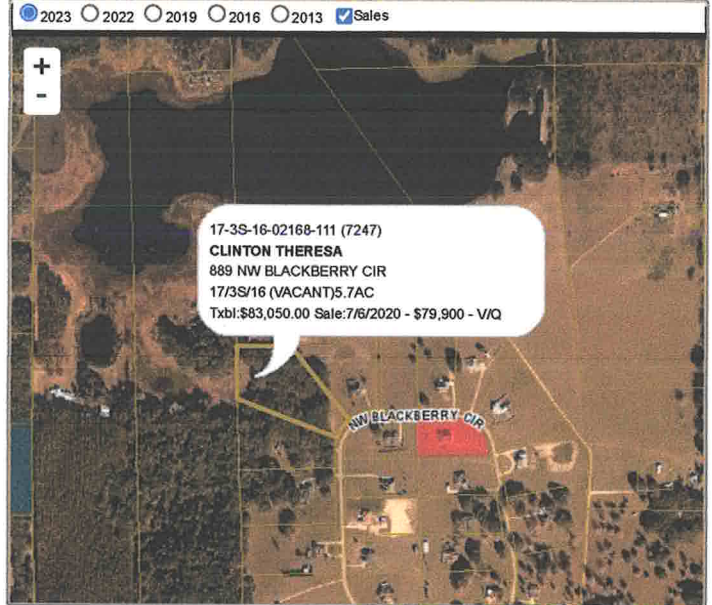 2023 2022 2019 2016 2013 Sales
+
-
17-3S-16-02168-111 (7247)
CLINTON THERESA
889 NW BLACKBERRY CIR
17/3S/16 (VACANT)5.7AC
Txbl:$83,050.00 Sale:7/6/2020 - $79,900 - V/Q
NW BLACKBERRY CIR